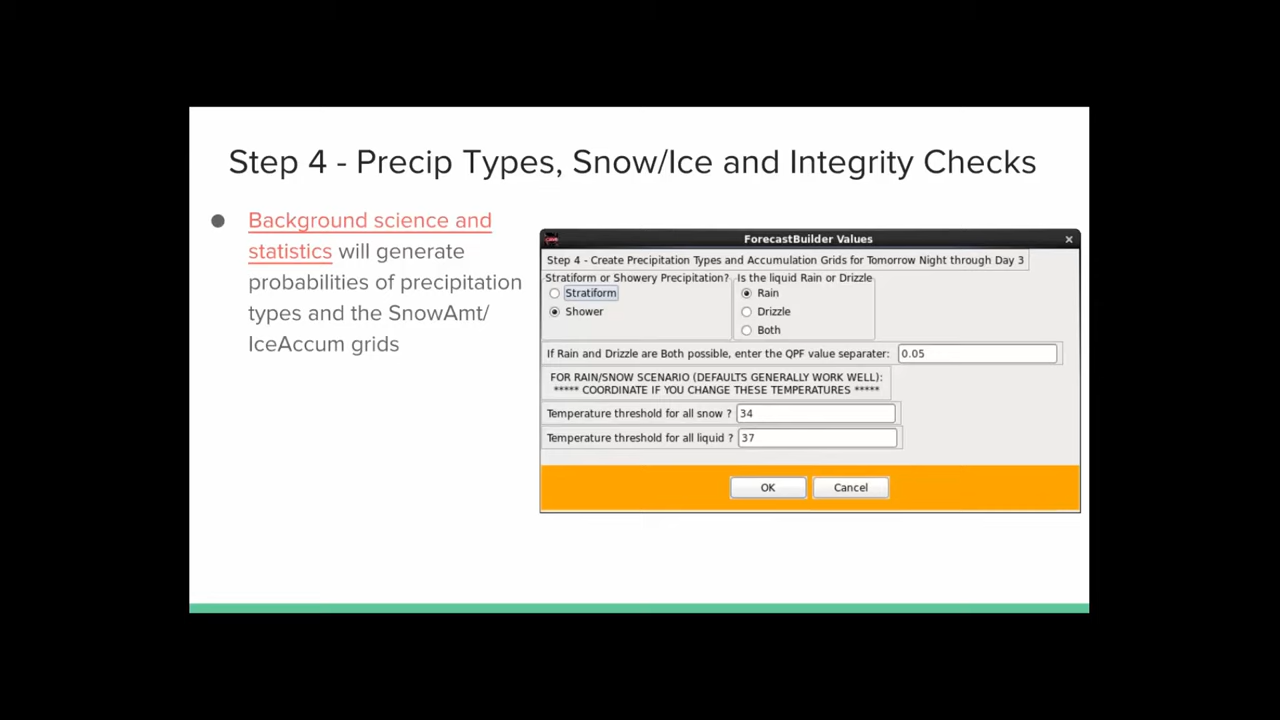 Step 4 - Precip Types, Snow/Ice and Integrity Checks
Background science and
statistics will generate
probabilities of precipitation
types and the SnowAmt/
IceAccum grids
ForecastBuilder Values
Step 4 - Create Precipitation Types and Accumulation Grids for Tomorrow Night through Day 3
Stratiform or Showery Precipitation?
Stratiform
Shower
Is the liquid Rain or Drizzle
Rain
Drizzle
Both
If Rain and Drizzle are Both possible, enter the QPF value separater: 0.05
FOR RAIN/SNOW SCENARIO (DEFAULTS GENERALLY WORK WELL):
***** COORDINATE IF YOU CHANGE THESE TEMPERATURES *****
Temperature threshold for all snow ? 34
Temperature threshold for all liquid ? 37
OK Cancel